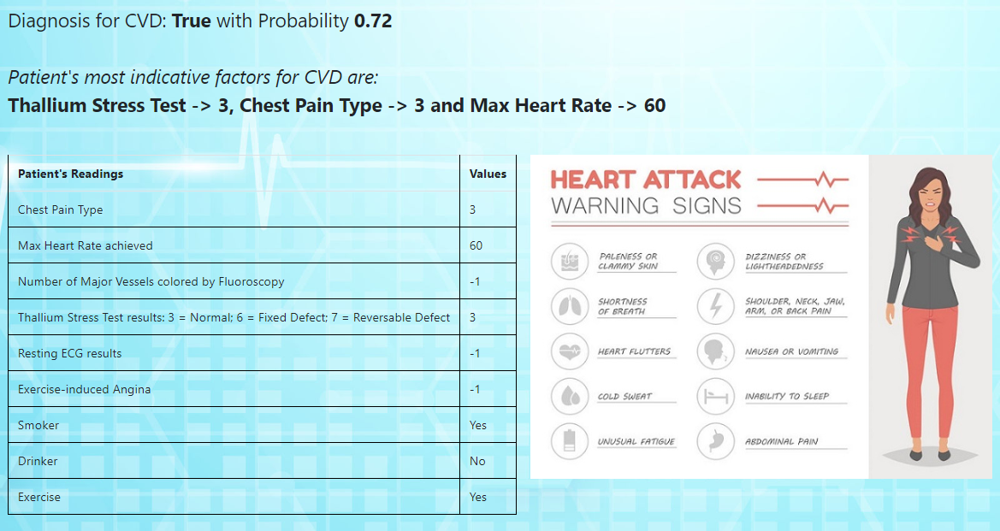 Diagnosis for CVD: True with Probability 0.72
Patient's most indicative factors for CVD are:
Thallium Stress Test -> 3, Chest Pain Type -> 3 and Max Heart Rate -> 60
Patient's Readings Values
Chest Pain Type 3
Max Heart Rate achieved 60
Number of Major Vessels colored by Fluoroscopy -1
Thallium Stress Test results: 3 = Normal; 6 = Fixed Defect; 7 = Reversable Defect 3
Resting ECG results -1
Exercise-induced Angina -1
Smoker Yes
Drinker No
Exercise Yes
HEART ATTACK
WARNING SIGNS
PALENESS OR
CLAMMY SKIN
DIZZINESS OR
LIGHTHEADEDNESS
SHORTNESS
OF BREATH
SHOULDER, NECK, JAW,
ARM, OR BACK PAIN
HEART FLUTTERS
NAUSEA OR VOMITING
COLD SWEAT
INABILITY TO SLEEP
UNUSUAL FATIGUE
ABDOMINAL PAIN